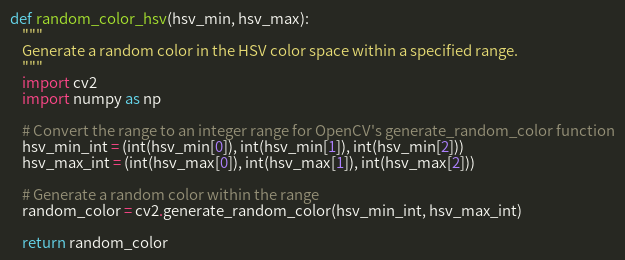 def random_color_hsv(hsv_min, hsv_max):
    """
    Generate a random color in the HSV color space within a specified range.
    """
    import cv2
    import numpy as np

    # Convert the range to an integer range for OpenCV's generate_random_color function
    hsv_min_int = (int(hsv_min[0]), int(hsv_min[1]), int(hsv_min[2]))
    hsv_max_int = (int(hsv_max[0]), int(hsv_max[1]), int(hsv_max[2]))

    # Generate a random color within the range
    random_color = cv2.generate_random_color(hsv_min_int, hsv_max_int)

    return random_color